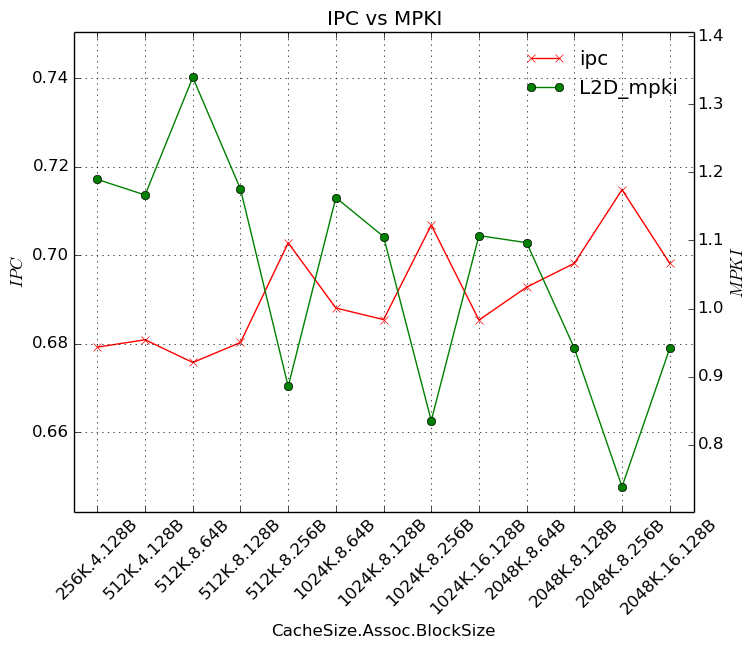 IPC vs MPKI
ipc
L2D_mpki
0.74
0.72
0.70
0.68
0.66
IPC
1.4
1.3
1.2
1.1
1.0
0.9
0.8
MPKI
256K.4.128B
512K.4.128B
512K.8.64B
512K.8.128B
512K.8.256B
1024K.8.64B
1024K.8.128B
1024K.8.256B
1024K.16.128B
2048K.8.64B
2048K.8.128B
2048K.8.256B
2048K.16.128B
CacheSize.Assoc.BlockSize